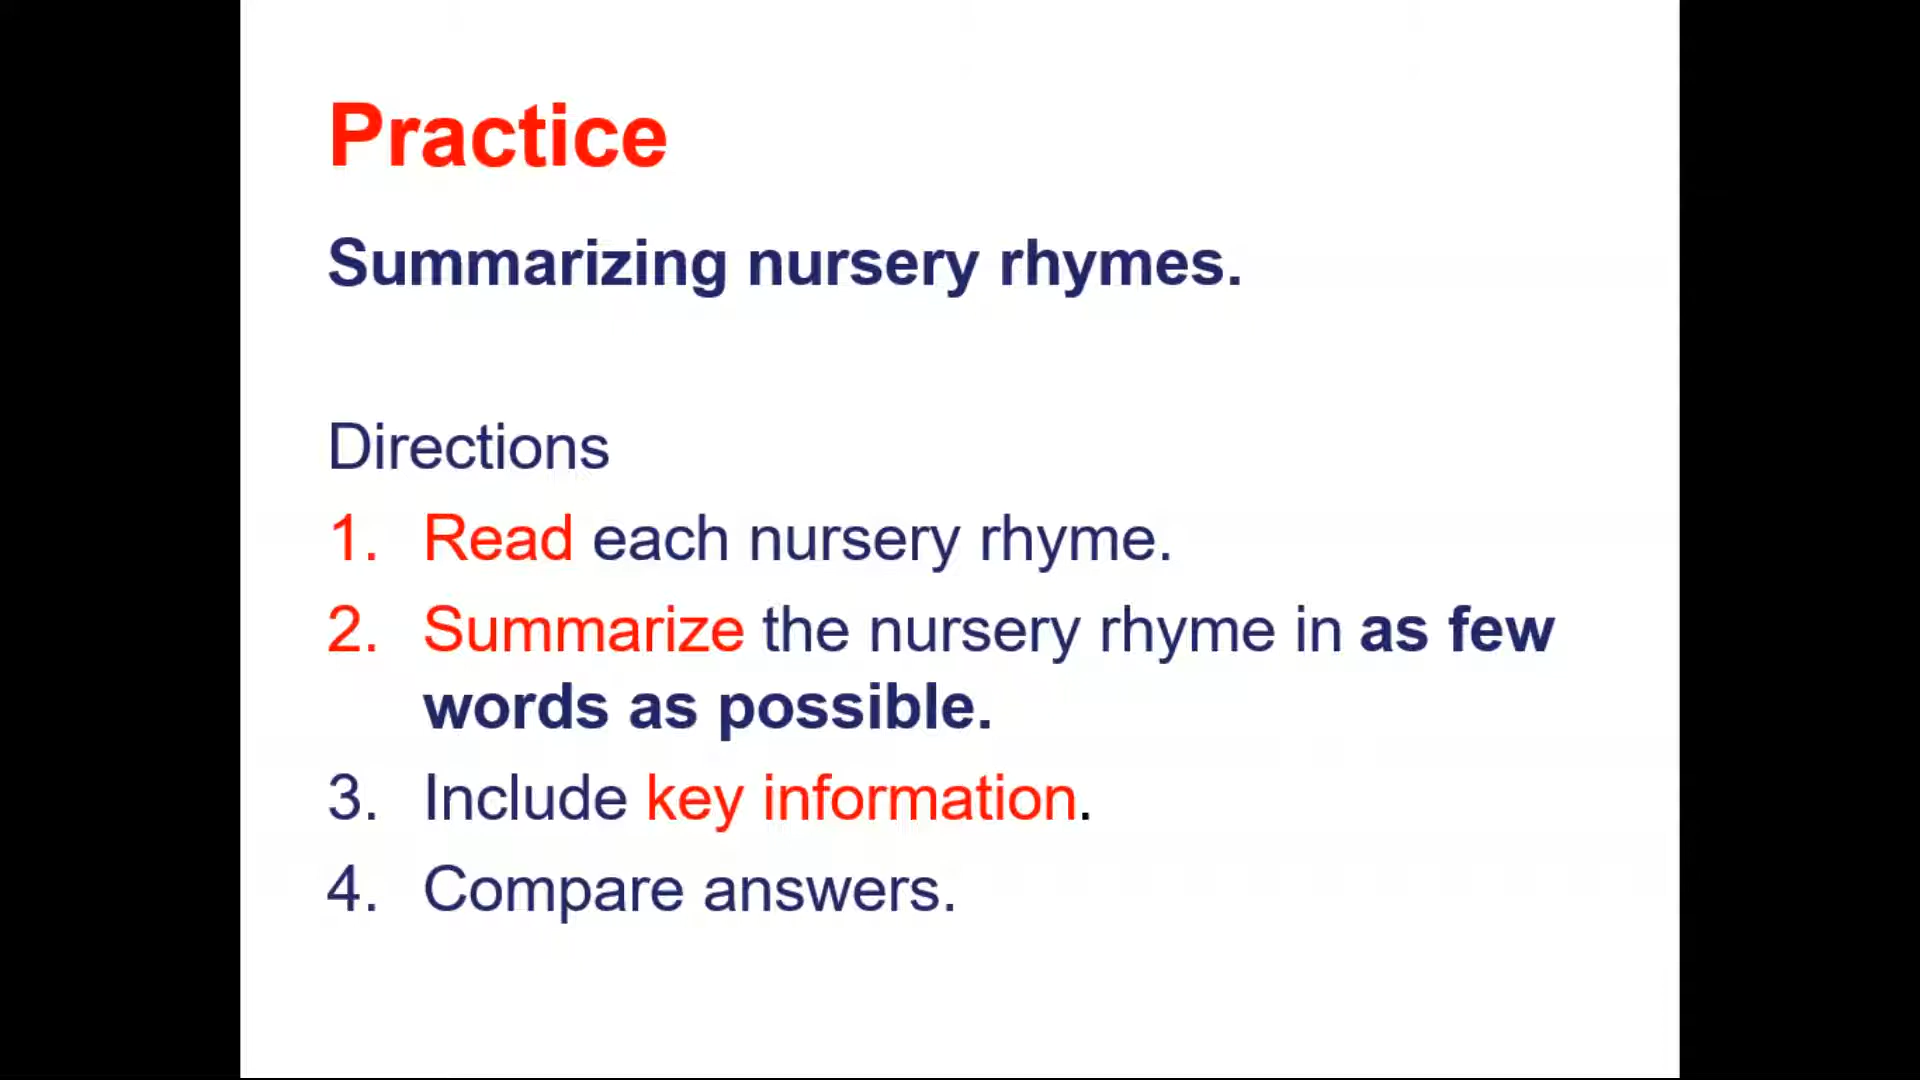 Practice
Summarizing nursery rhymes.
Directions
1. Read each nursery rhyme.
2. Summarize the nursery rhyme in as few
words as possible.
3. Include key information.
4. Compare answers.